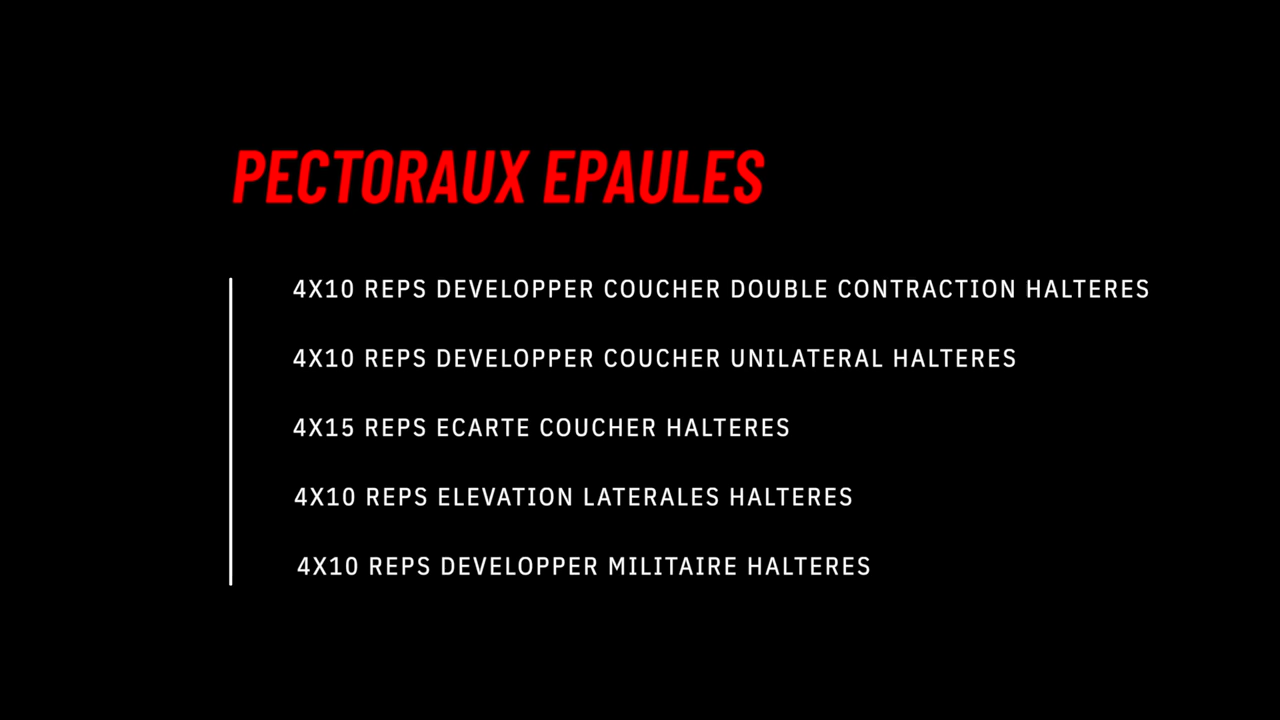 PECTORAUX EPAULES
4X10 REPS DEVELOPPER COUCHER DOUBLE CONTRACTION HALTERES
4X10 REPS DEVELOPPER COUCHER UNILATERAL HALTERES
4X15 REPS ECARTE COUCHER HALTERES
4X10 REPS ELEVATION LATERALES HALTERES
4X10 REPS DEVELOPPER MILITAIRE HALTERES